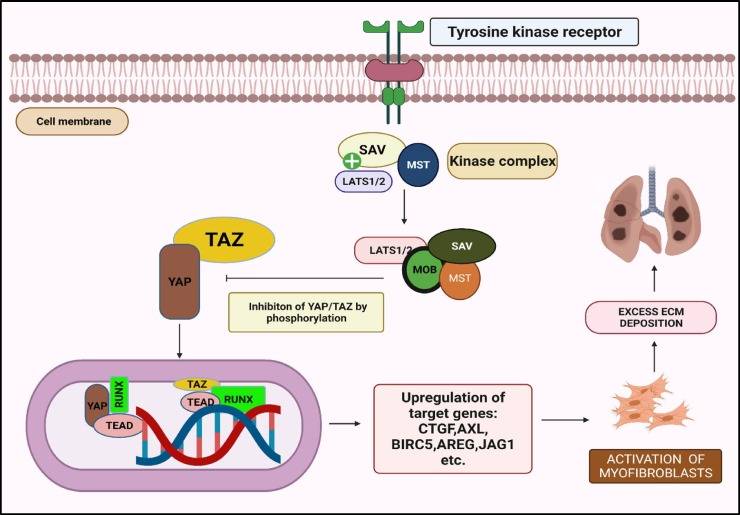 Tyrosine kinase receptor
Cell membrane
SAV
MST
LATS1/2
Kinase complex
LATS1/2
SAV
MOB
MST
TAZ
YAP
Inhibiton of YAP/TAZ by
phosphorylation
EXCESS ECM
DEPOSITION
YAP
RUNX
TEAD
TAZ
TEAD
RUNX
Upregulation of
target genes:
CTGF,AXL,
BIRC5,AREG,JAG1
etc.
ACTIVATION OF
MYOFIBROBLASTS